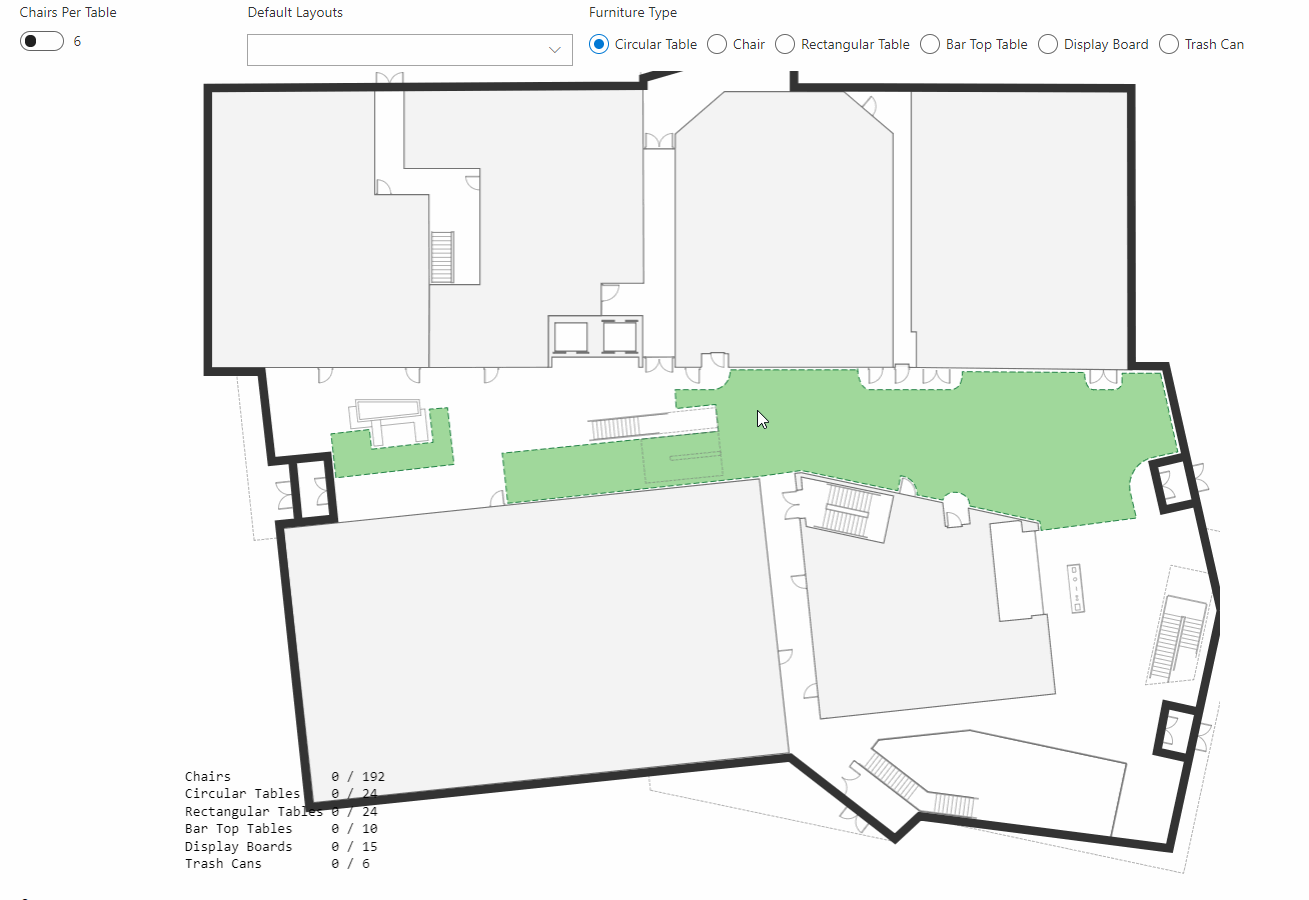 Chairs Per Table
6
Default Layouts
Furniture Type
Circular Table Chair Rectangular Table Bar Top Table Display Board Trash Can
Chairs 0 / 192
Circular Tables 0 / 24
Rectangular Tables 0 / 24
Bar Top Tables 0 / 10
Display Boards 0 / 15
Trash Cans 0 / 6